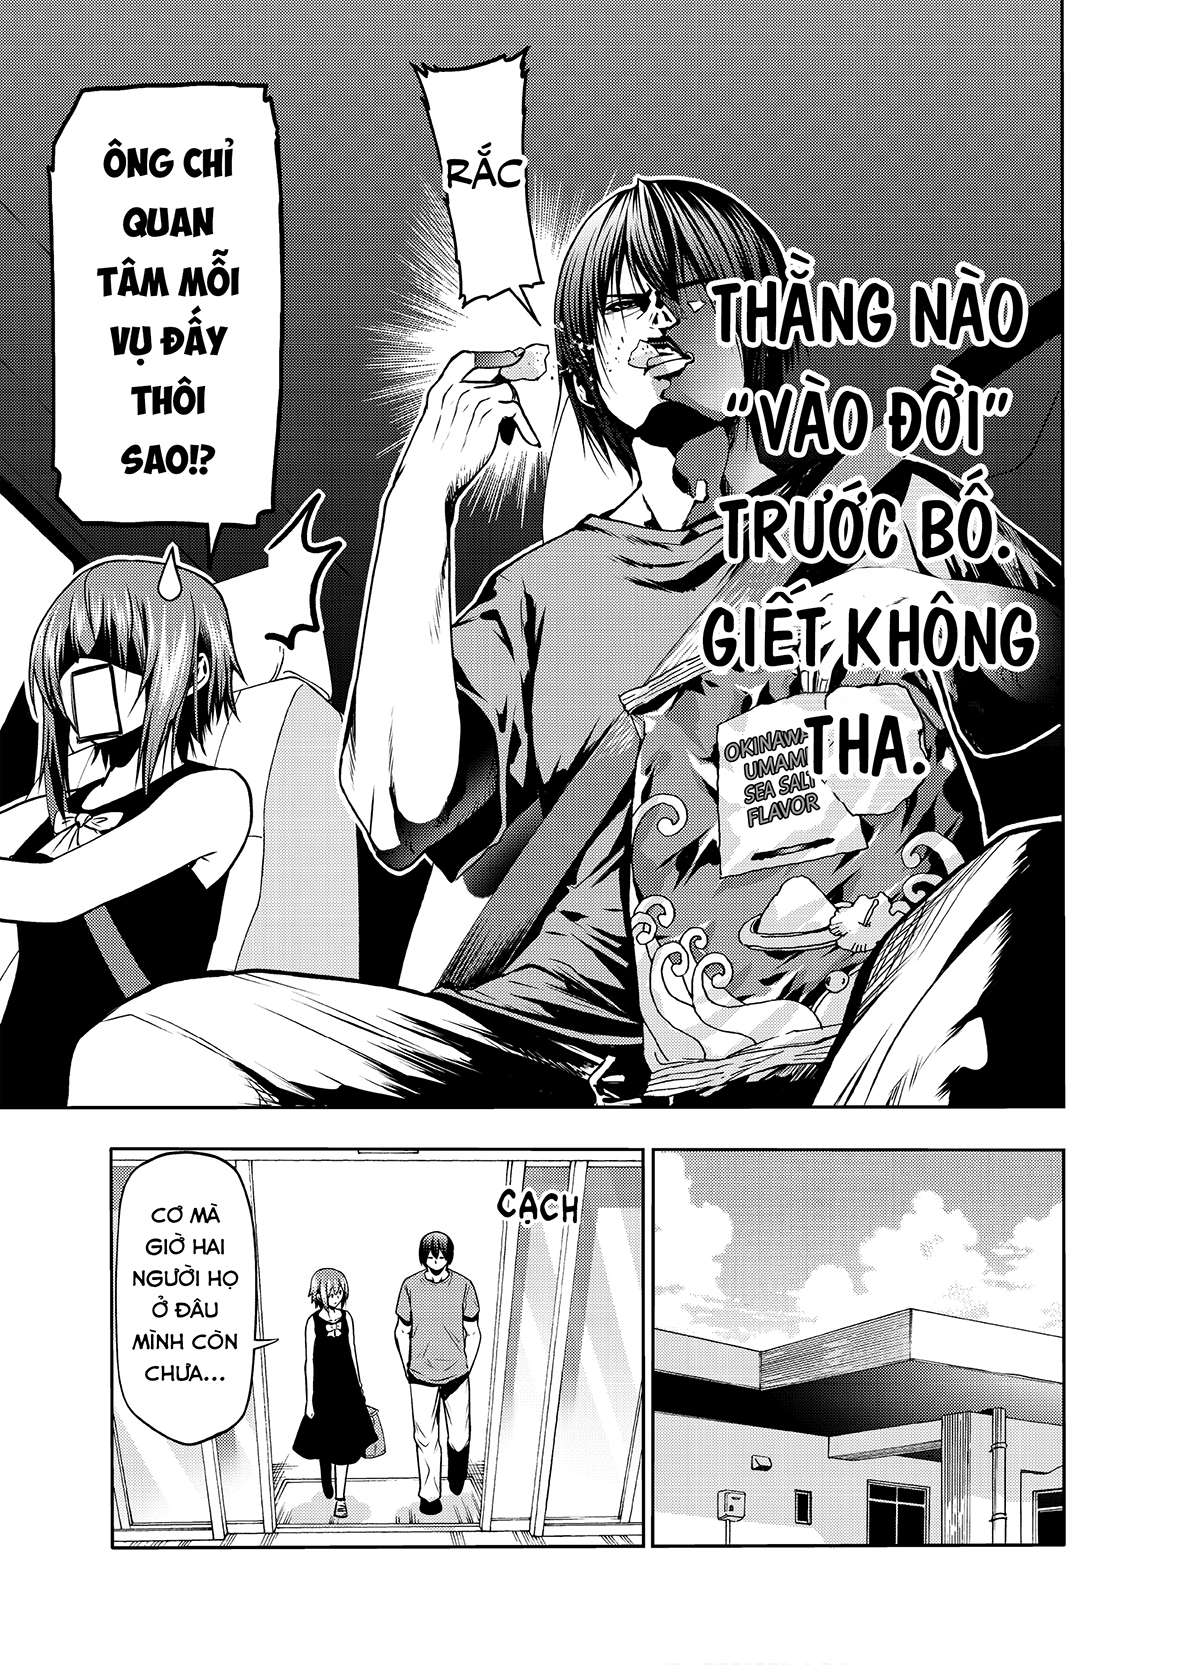 THẰNG NÀO
"VÀO ĐỜI"
TRƯỚC BỐ.
GIẾT KHÔNG
THA.
RẮC
ÔNG CHỈ
QUAN
TÂM MỖI
VỤ ĐẤY
THÔI
SAO!?
OKINAWA
UMAMI
SEA SALT
FLAVOR
CẠCH
CƠ MÀ
GIỜ HAI
NGƯỜI HỌ
Ở ĐÂU
MÌNH CÒN
CHƯA...